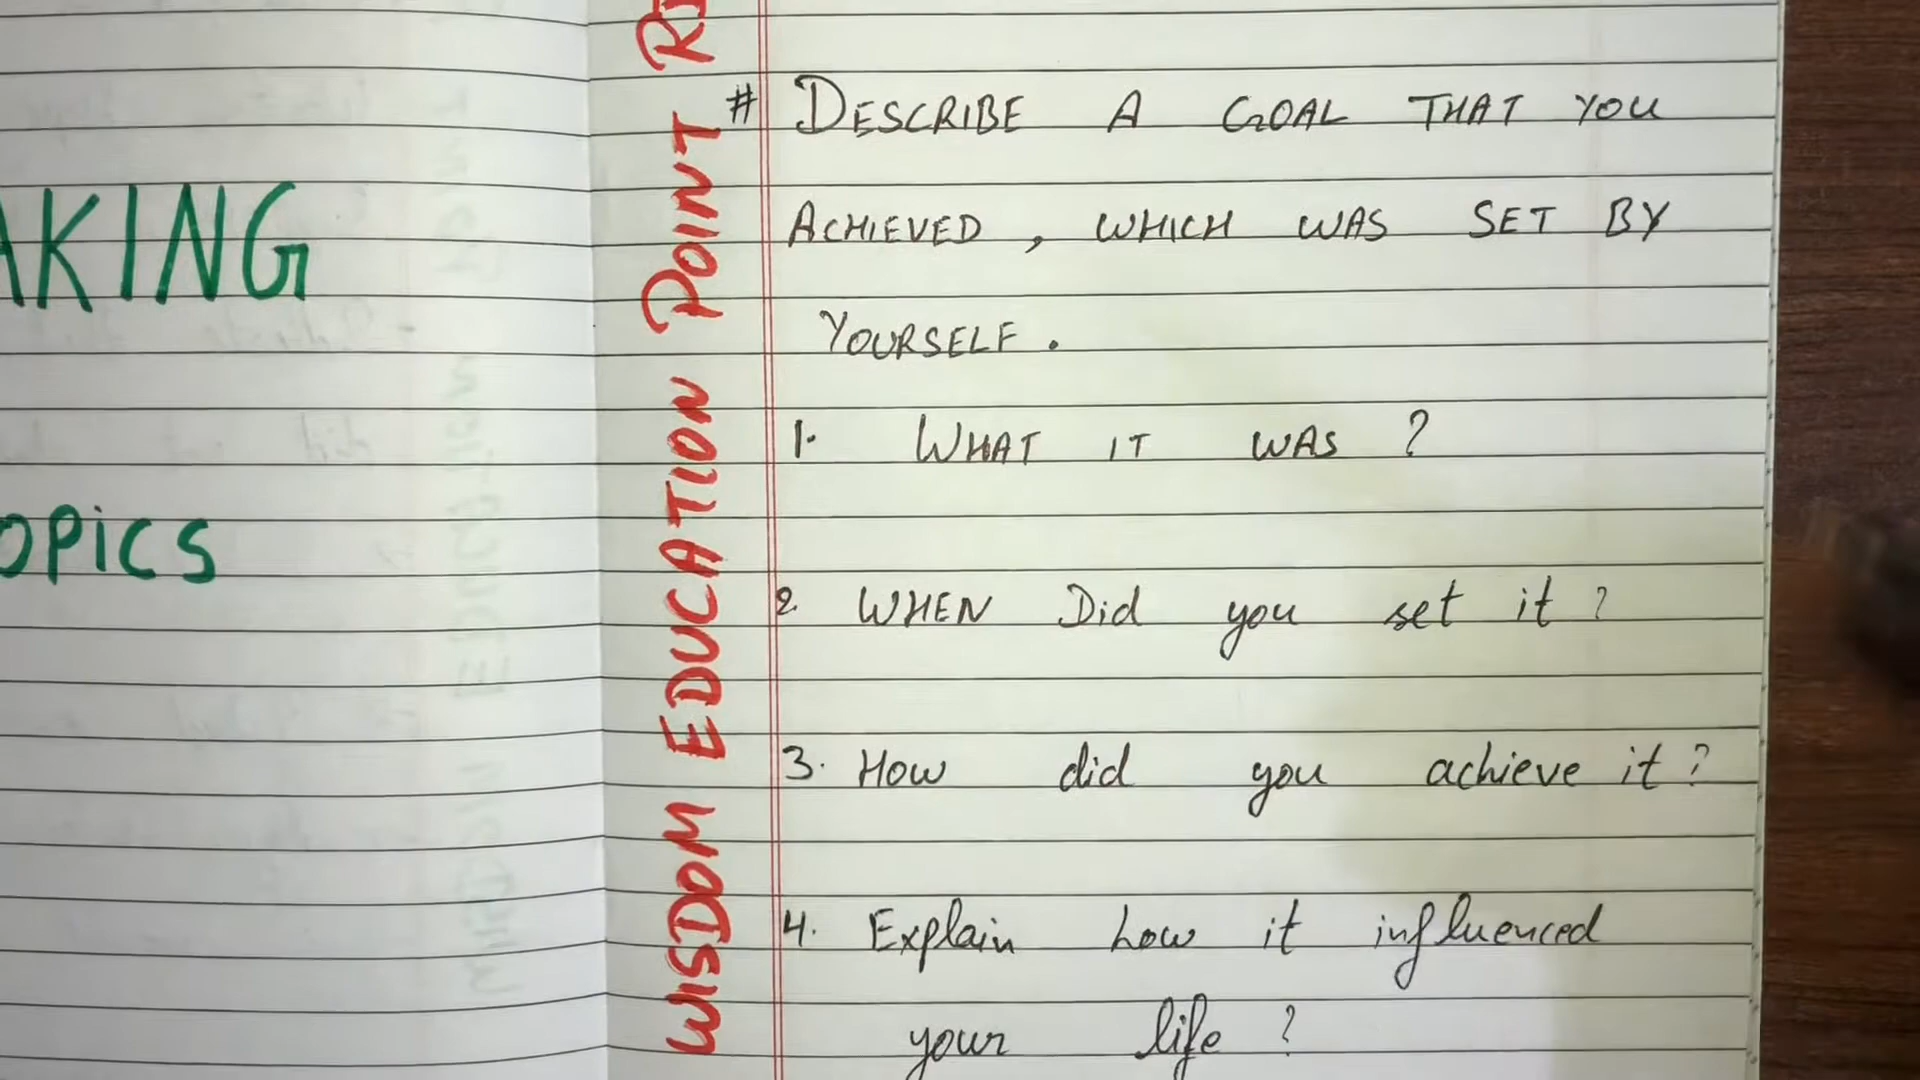 AKING
OPICS
WISDOM EDUCATION POINT
# DESCRIBE A GOAL THAT YOU
ACHIEVED, WHICH WAS SET BY
YOURSELF.
1. WHAT IT WAS ?
2. WHEN Did you set it ?
3. How did you achieve it ?
4. Explain how it influenced
your life ?